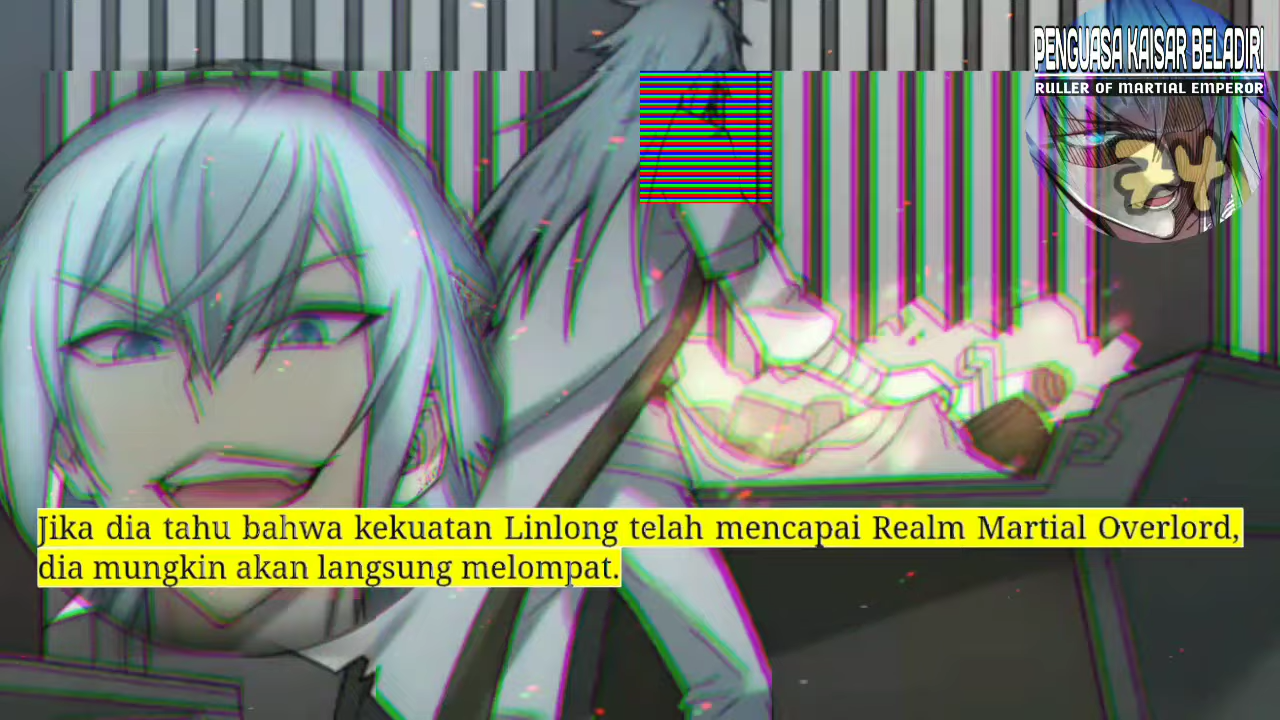 PENGUASA KAISAR BELADIRI
RULLER OF MARTIAL EMPEROR
Jika dia tahu bahwa kekuatan Linlong telah mencapai Realm Martial Overlord,
dia mungkin akan langsung melompat.